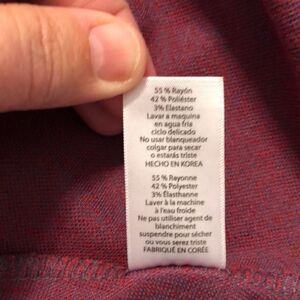 55 % Rayón
42 % Poliéster
3% Elastano
Lavar a maquina
en agua fria
ciclo delicado
No usar blanqueador
colgar para secar
o estarás triste
HECHO EN KOREA
55 % Rayonne
42 % Polyester
3% Élasthanne
Laver à la machine
à l'eau froide
Ne pas utiliser agent de
blanchiment
suspendre pour sécher
ou vous serez triste
FABRIQUÉ EN CORÉE